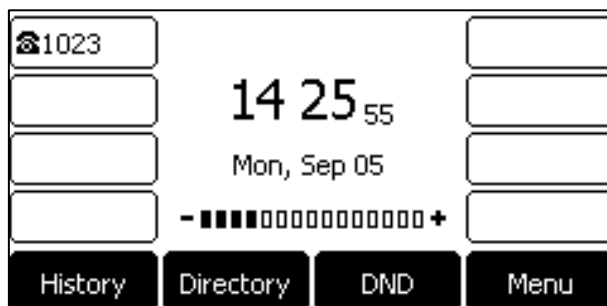 ☎1023
14 25 55
Mon, Sep 05
- +
History Directory DND Menu